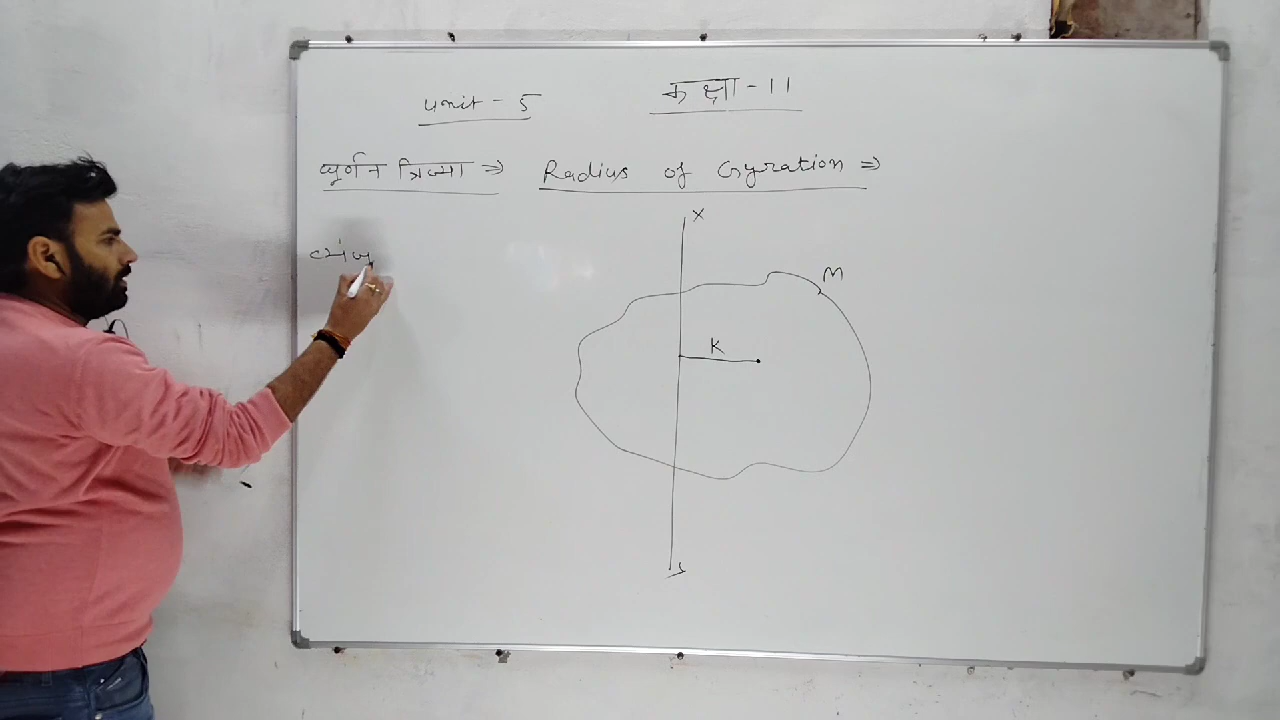 Unit - 5
कक्षा - 11
घूर्णन त्रिज्या ⇒ Radius of Gyration ⇒
X
M
K
y